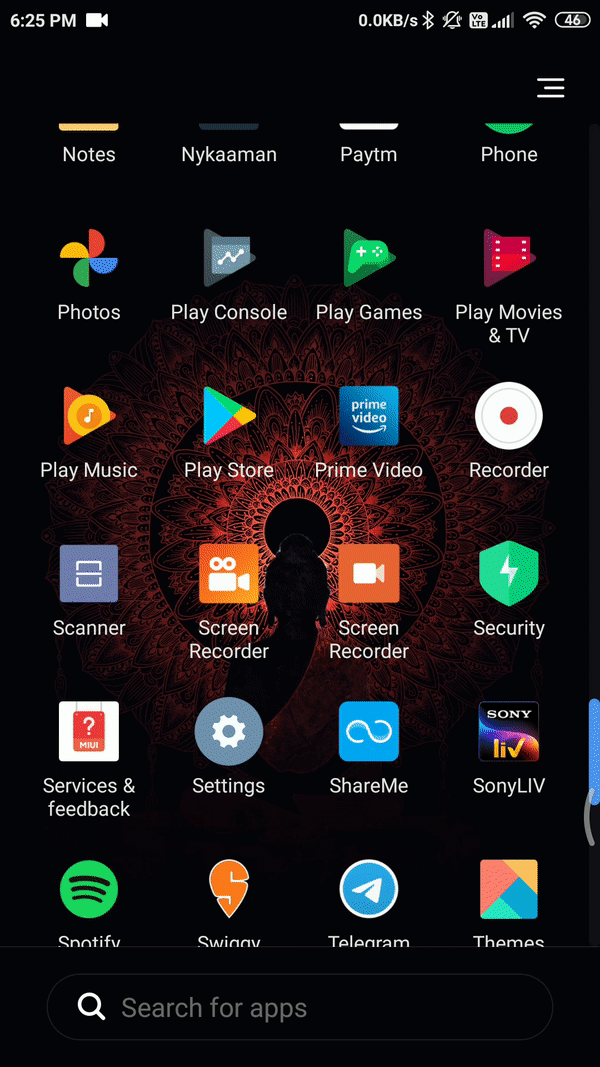 6:25 PM 0.0KB/s Vo LTE 46
Notes Nykaaman Paytm Phone
Photos Play Console Play Games Play Movies
& TV
prime
video
Play Music Play Store Prime Video Recorder
Scanner Screen Screen Security
Recorder Recorder
?
MIUI
SONY
liv
Services & Settings ShareMe SonyLIV
feedback
Spotify Swiggy Telegram Themes
Search for apps